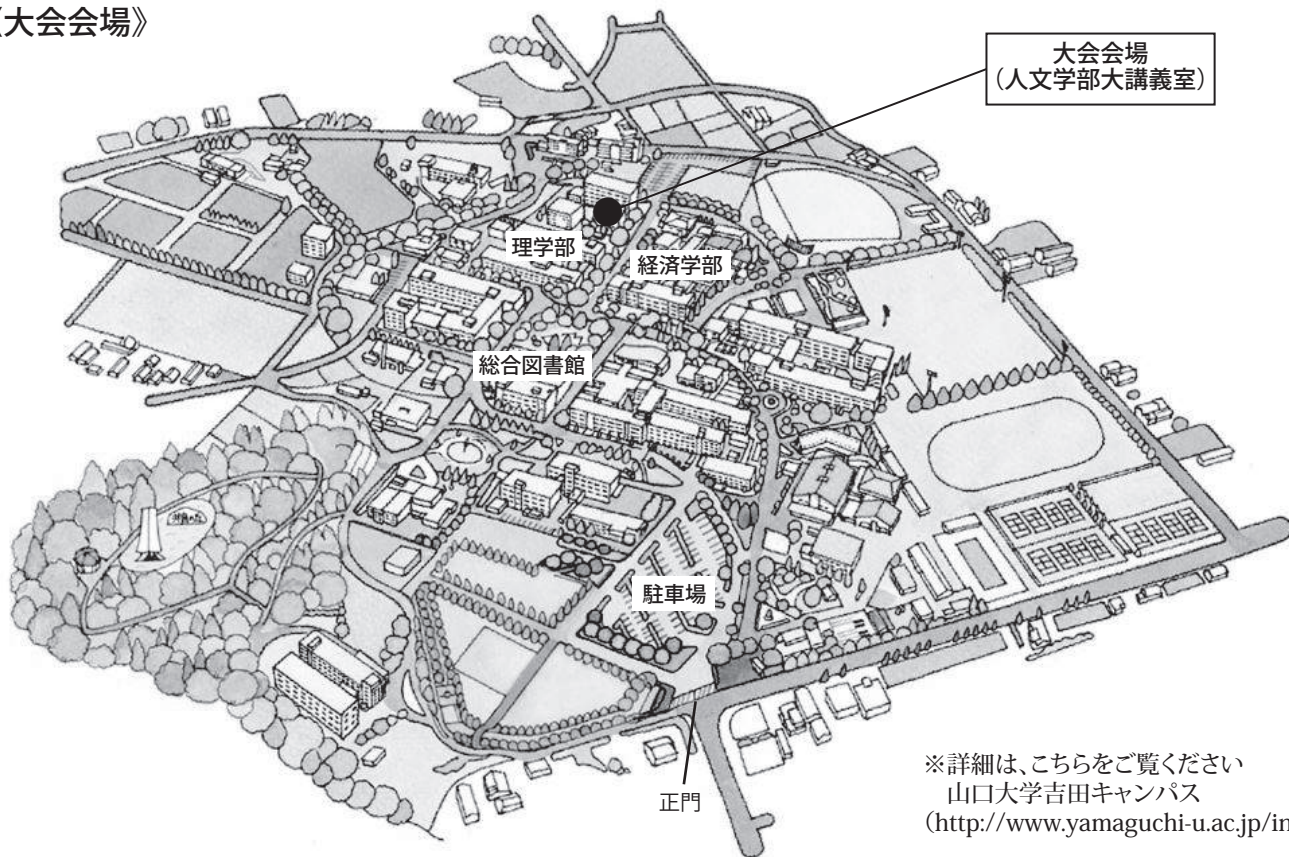 《大会会場》
大会会場
（人文学部大講義室）
理学部
経済学部
総合図書館
駐車場
正門
※詳細は、こちらをご覧ください
山口大学吉田キャンパス
（http://www.yamaguchi-u.ac.jp/in